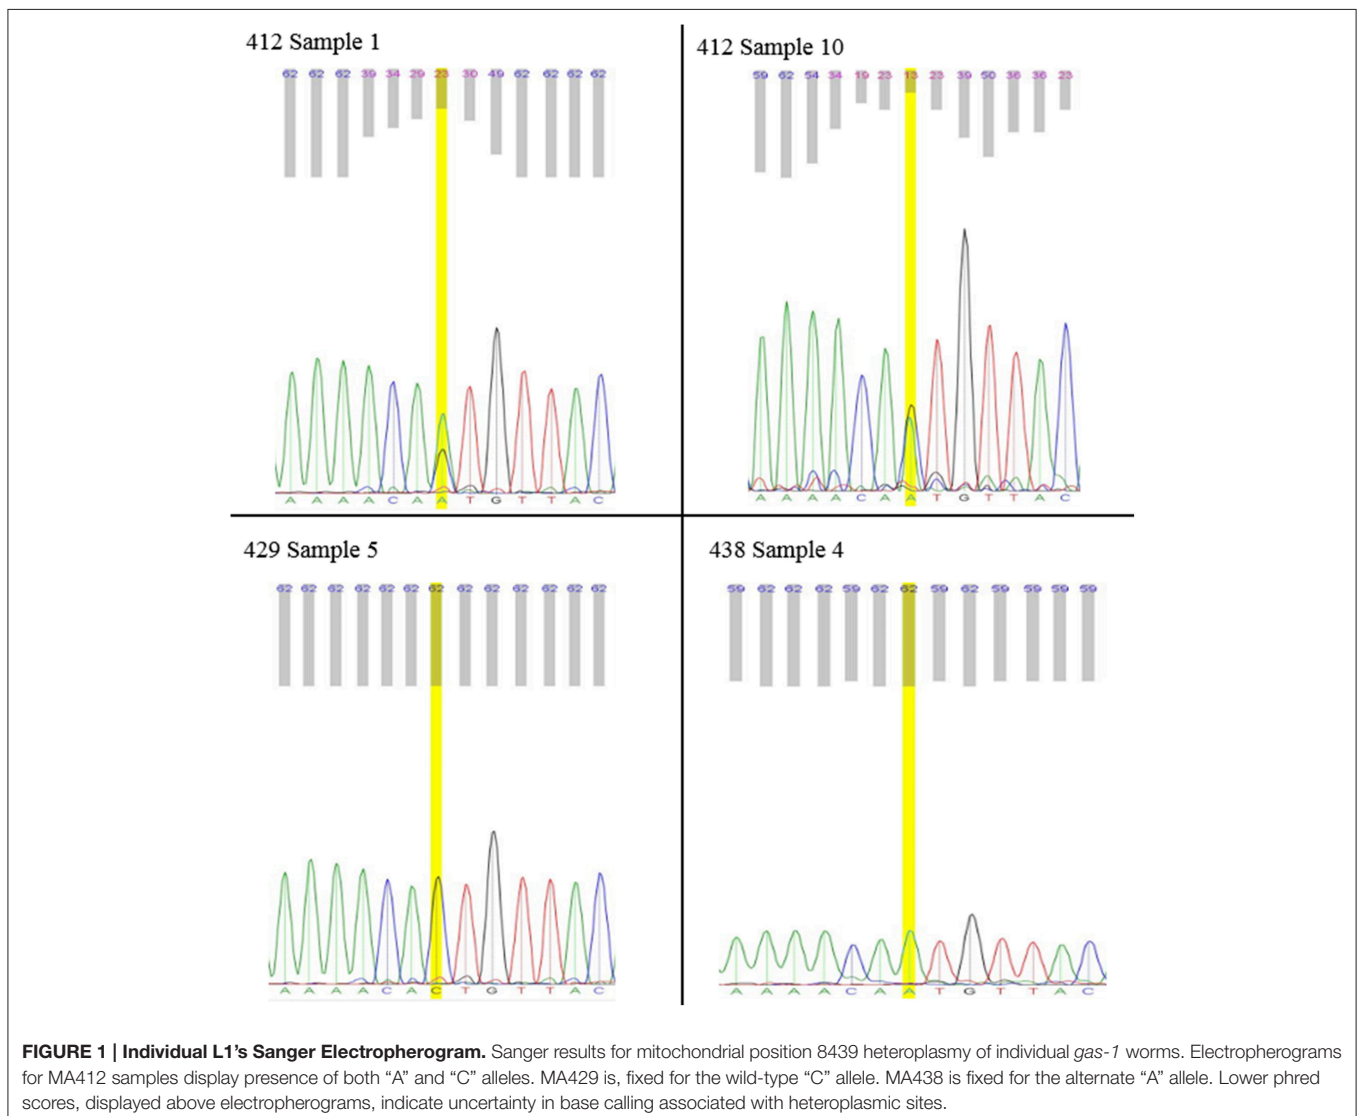 412 Sample 1
62 62 62 39 34 29 23 30 49 62 62 62 62
A A A A C A A T G T T A C
412 Sample 10
59 62 54 34 19 23 13 23 39 50 36 36 23
A A A A C A A T G T T A C
429 Sample 5
62 62 62 62 62 62 62 62 62 62 62 62 62
A A A A C A C T G T T A C
438 Sample 4
59 62 62 62 59 62 62 59 62 59 59 59 59
A A A A C A A T G T T A C
FIGURE 1 | Individual L1's Sanger Electropherogram. Sanger results for mitochondrial position 8439 heteroplasmy of individual gas-1 worms. Electropherograms
for MA412 samples display presence of both “A” and “C” alleles. MA429 is, fixed for the wild-type “C” allele. MA438 is fixed for the alternate “A” allele. Lower phred
scores, displayed above electropherograms, indicate uncertainty in base calling associated with heteroplasmic sites.